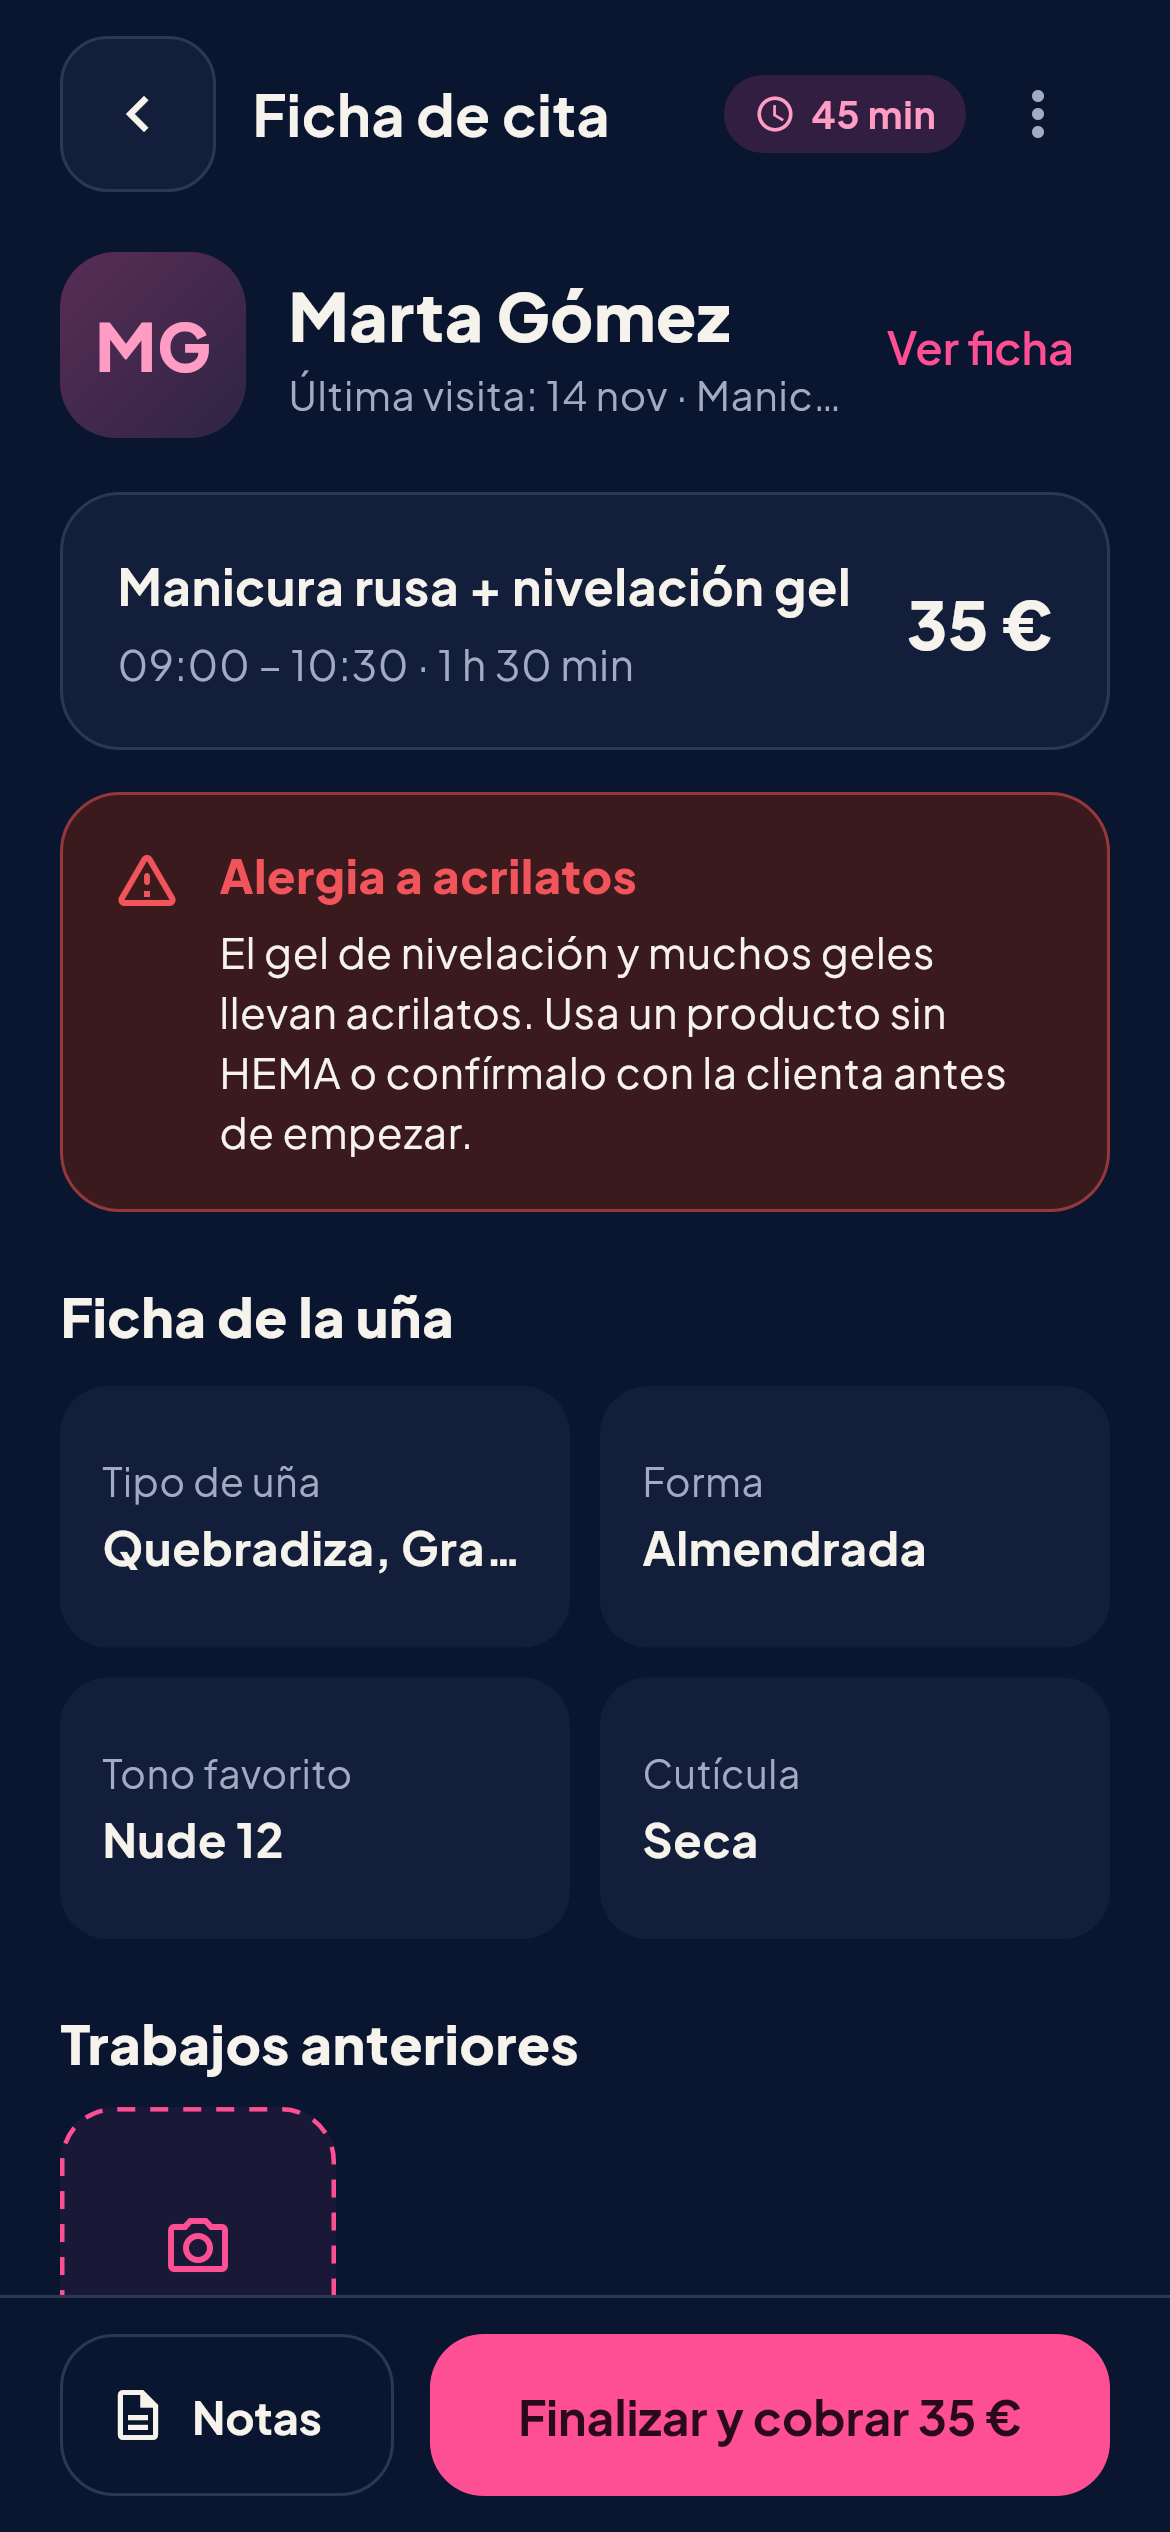 Ficha de cita
45 min
MG
Marta Gómez
Última visita: 14 nov · Manic...
Ver ficha
Manicura rusa + nivelación gel
09:00 – 10:30 · 1 h 30 min
35 €
Alergia a acrilatos
El gel de nivelación y muchos geles
llevan acrilatos. Usa un producto sin
HEMA o confírmalo con la clienta antes
de empezar.
Ficha de la uña
Tipo de uña
Quebradiza, Gra...
Forma
Almendrada
Tono favorito
Nude 12
Cutícula
Seca
Trabajos anteriores
Notas
Finalizar y cobrar 35 €